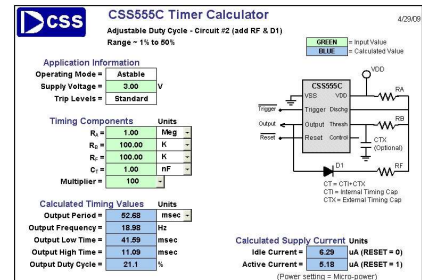 CSS
CSS555C Timer Calculator
4/29/09
Adjustable Duty Cycle - Circuit #2 (add RF & D1)
Range ~ 1% to 50%
GREEN = Input Value
BLUE = Calculated Value
Application Information
Operating Mode = Astable
Supply Voltage = 3.00 V
Trip Levels = Standard
VDD
CSS555C
VSS VDD
RA
Trigger Trigger Dischg
Output Output Thresh
RB
Reset Reset Control
CTX
(Optional)
D1
RF
CT = CTI+CTX
CTI = Internal Timing Cap
CTX = External Timing Cap
Timing Components Units
RA = 1.00 Meg
RB = 100.00 K
RF = 100.00 K
CT = 1.00 nF
Multiplier = 100
Calculated Timing Values Units
Output Period = 52.68 msec
Output Frequency = 18.98 Hz
Output Low Time = 41.59 msec
Output High Time = 11.09 msec
Output Duty Cycle = 21.1 %
Calculated Supply Current Units
Idle Current = 6.29 uA (RESET = 0)
Active Current = 5.18 uA (RESET = 1)
(Power setting = Micro-power)